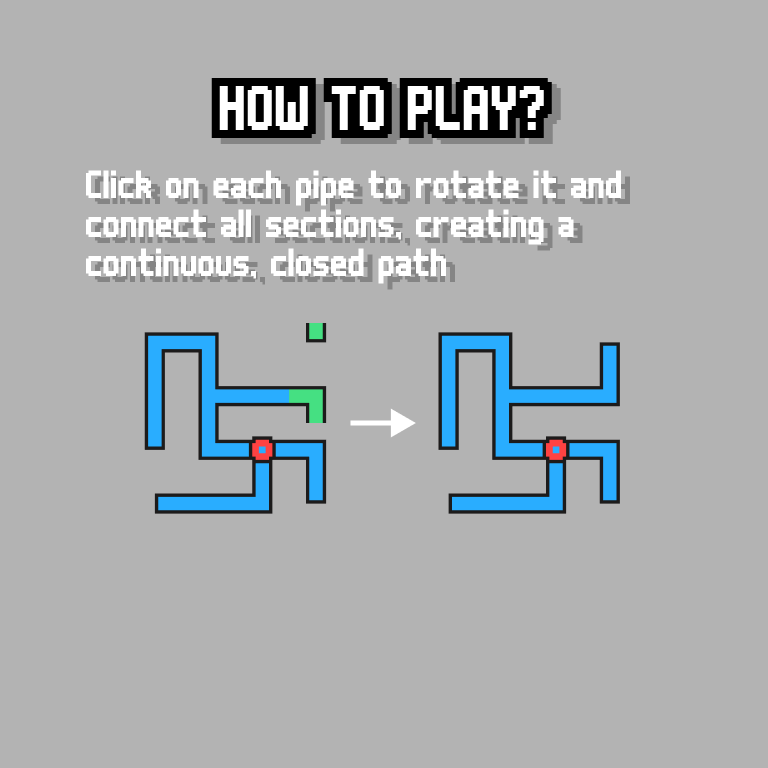 HOW TO PLAY?
Click on each pipe to rotate it and
connect all sections, creating a
continuous, closed path